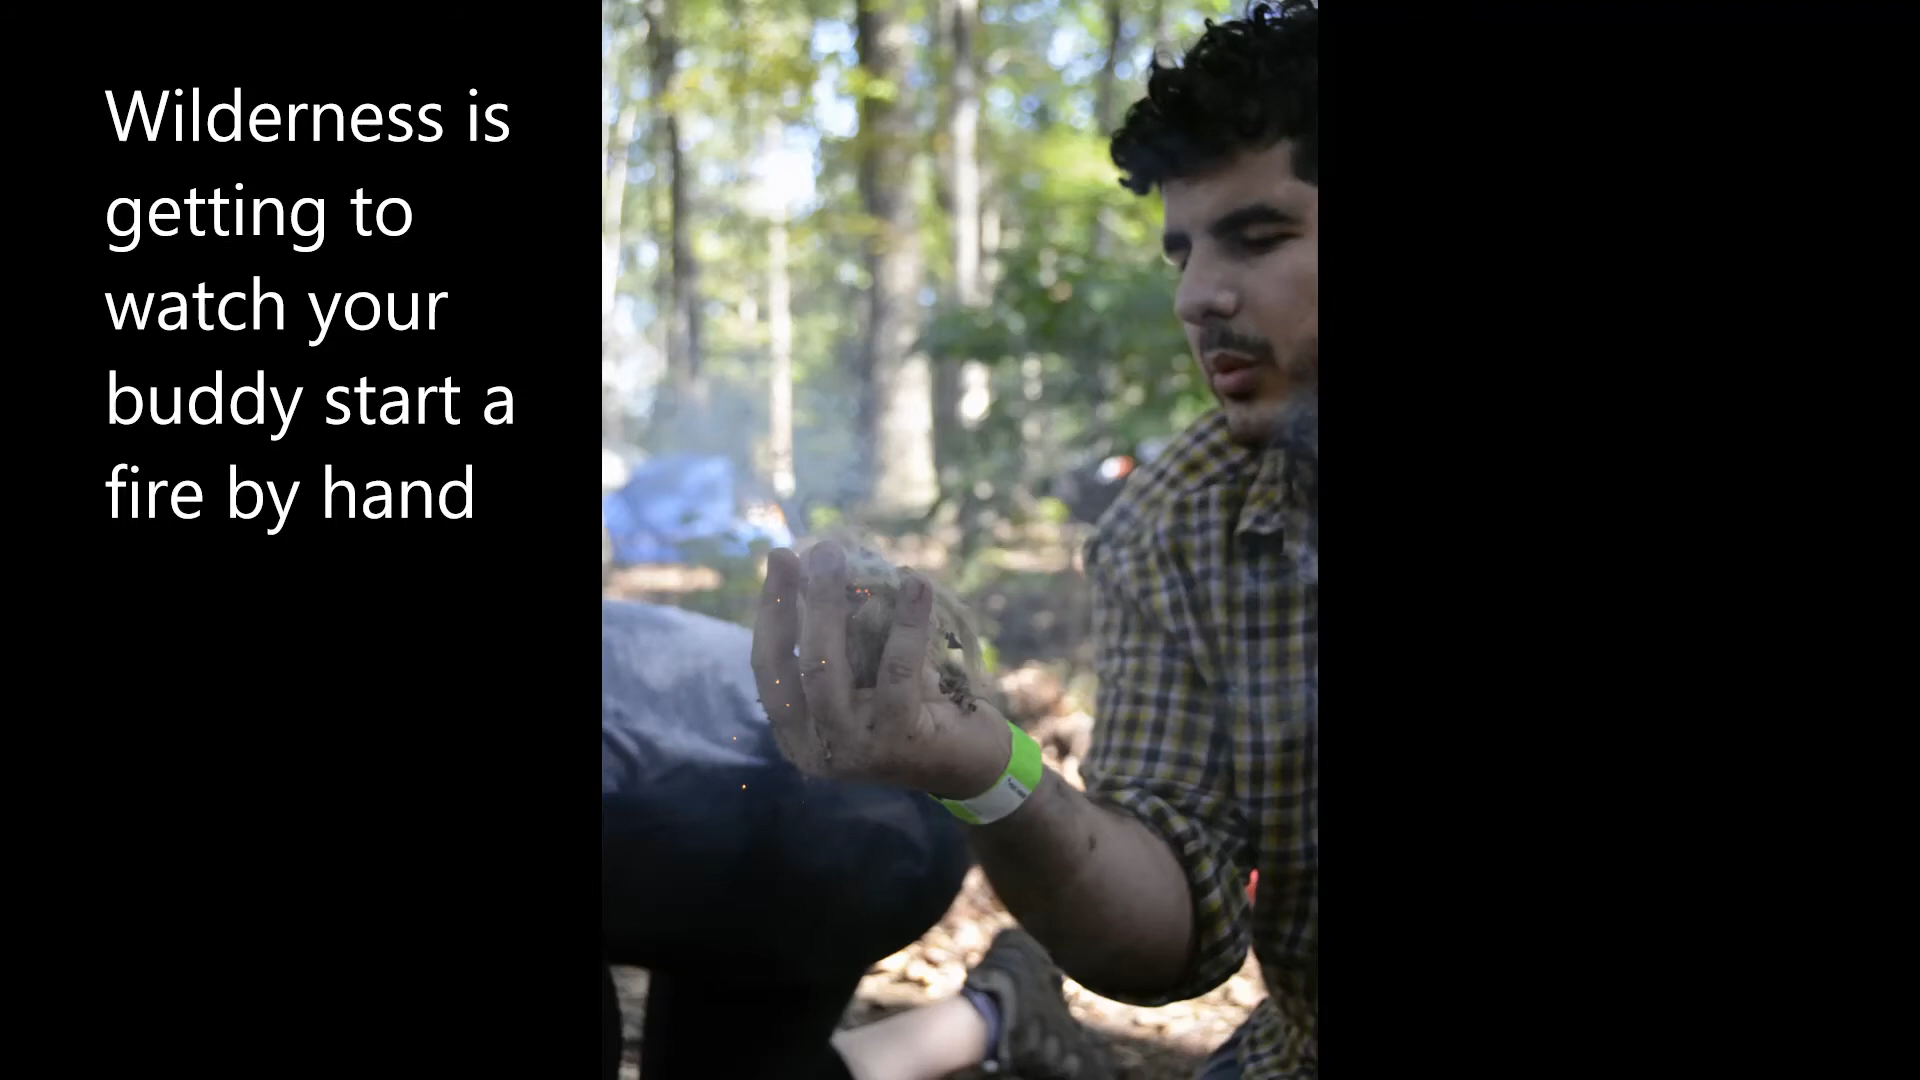 Wilderness is
getting to
watch your
buddy start a
fire by hand